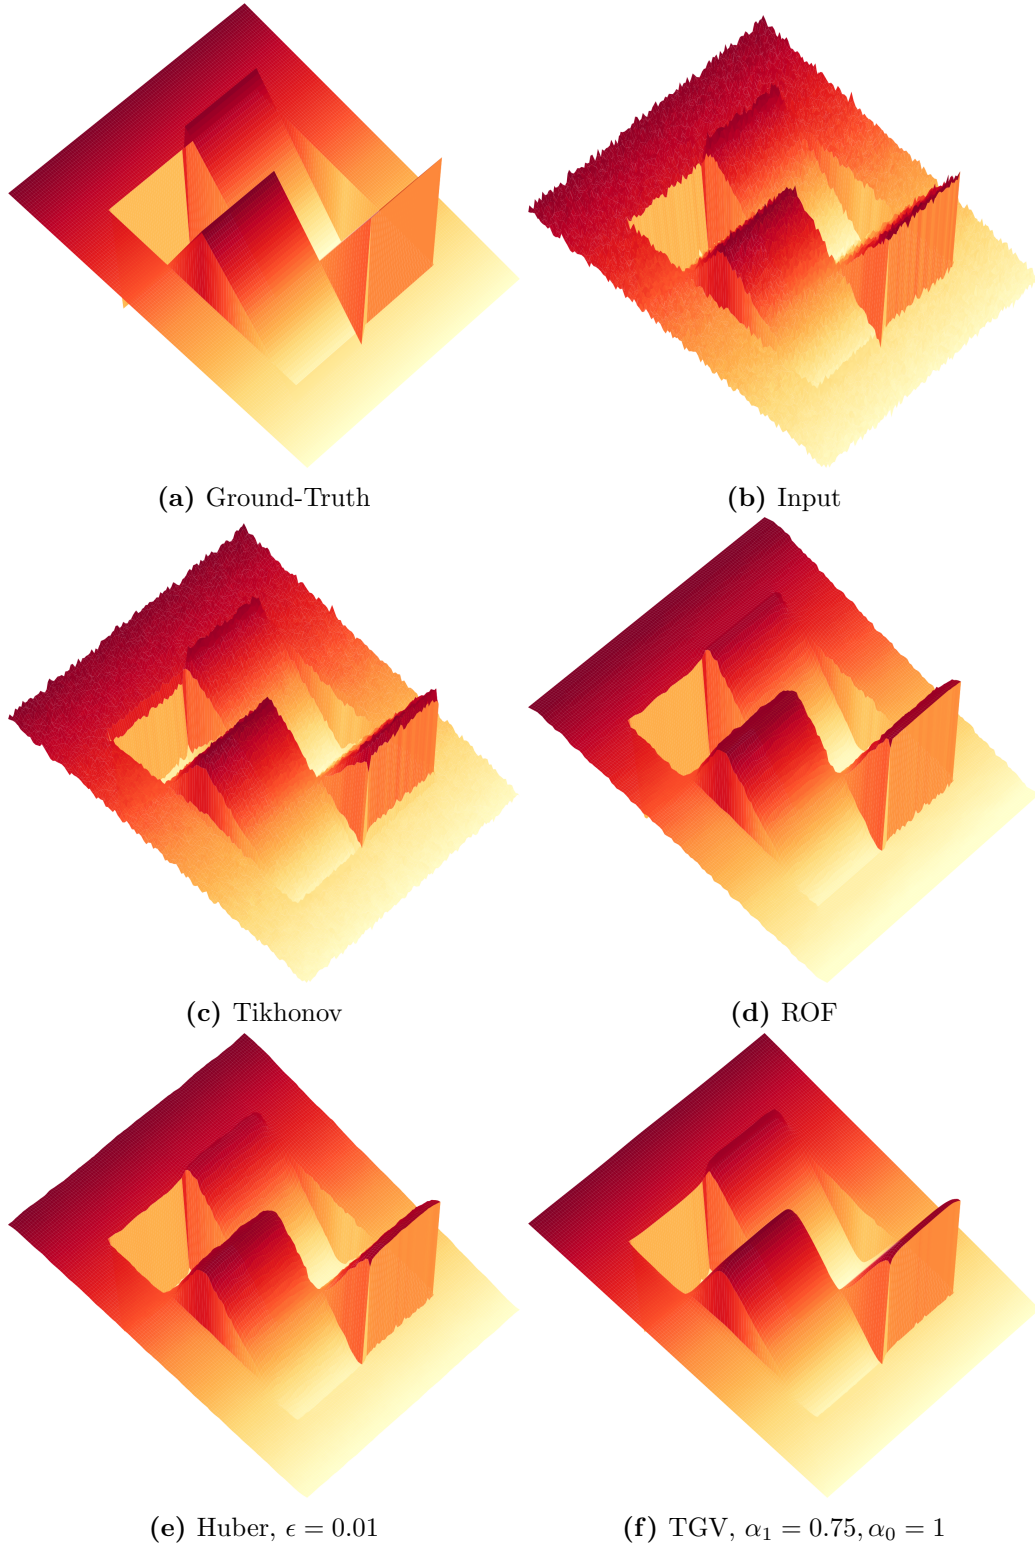 (a) Ground-Truth
(b) Input
(c) Tikhonov
(d) ROF
(e) Huber, ϵ = 0.01
(f) TGV, α₁ = 0.75, α₀ = 1